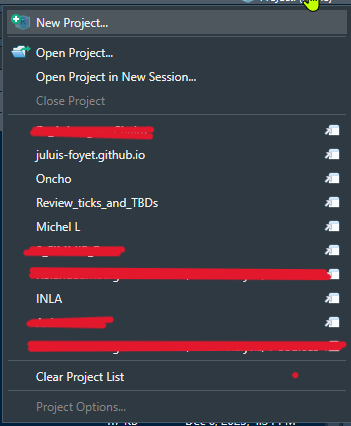 New Project...
Open Project...
Open Project in New Session...
Close Project
juluis-foyet.github.io
Oncho
Review_ticks_and_TBDs
Michel L
INLA
Clear Project List
Project Options...